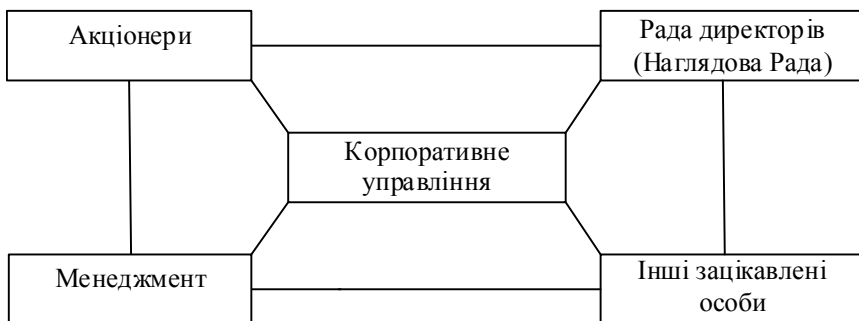 Акціонери
Рада директорів
(Наглядова Рада)
Корпоративне
управління
Менеджмент
Інші зацікавлені
особи